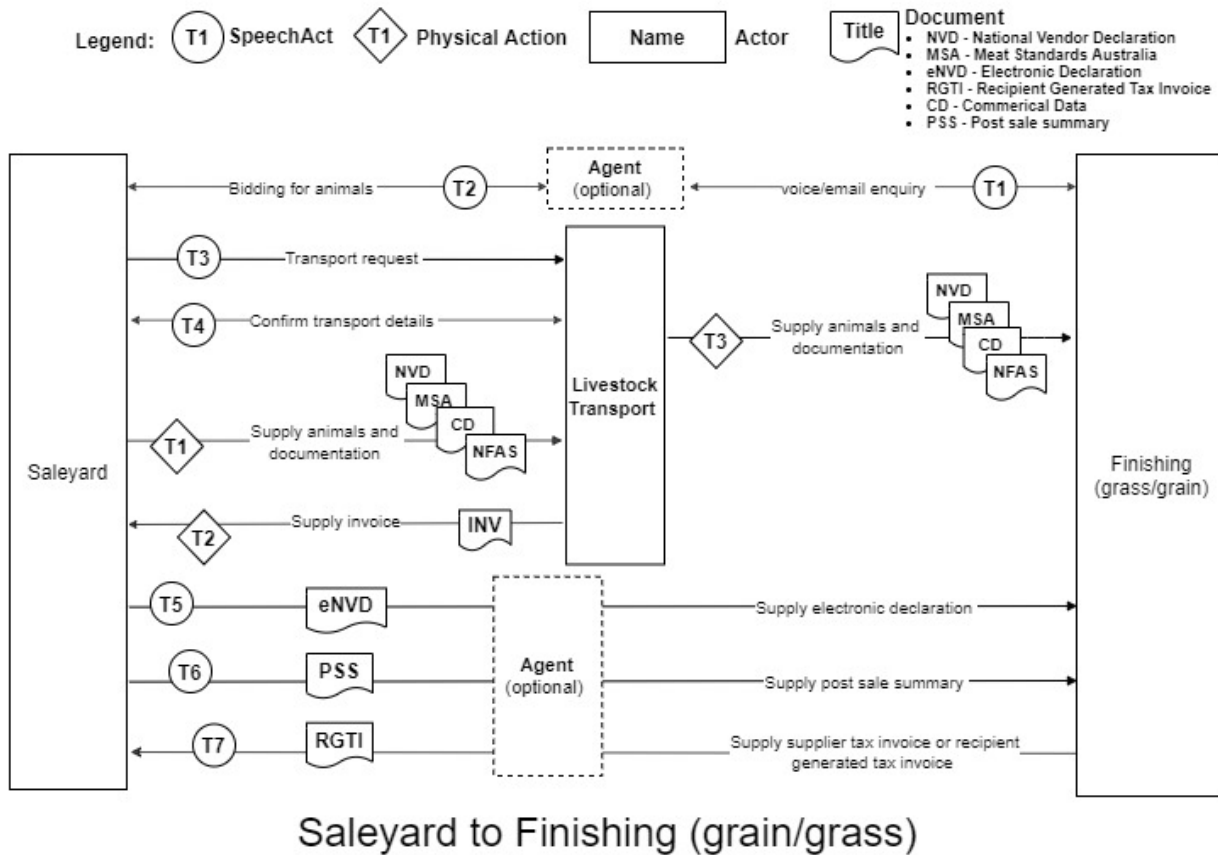 Legend:
T1
SpeechAct
T1
Physical Action
Name
Actor
Title
Document
• NVD - National Vendor Declaration
• MSA - Meat Standards Australia
• eNVD - Electronic Declaration
• RGTI - Recipient Generated Tax Invoice
• CD - Commerical Data
• PSS - Post sale summary
Bidding for animals
T2
Agent
(optional)
voice/email enquiry
T1
T3
Transport request
T4
Confirm transport details
NVD
MSA
CD
NFAS
T1
Supply animals and
documentation
T2
Supply invoice
INV
Saleyard
Livestock
Transport
T3
Supply animals and
documentation
NVD
MSA
CD
NFAS
Finishing
(grass/grain)
T5
eNVD
Supply electronic declaration
T6
PSS
Agent
(optional)
Supply post sale summary
T7
RGTI
Supply supplier tax invoice or recipient
generated tax invoice
Saleyard to Finishing (grain/grass)